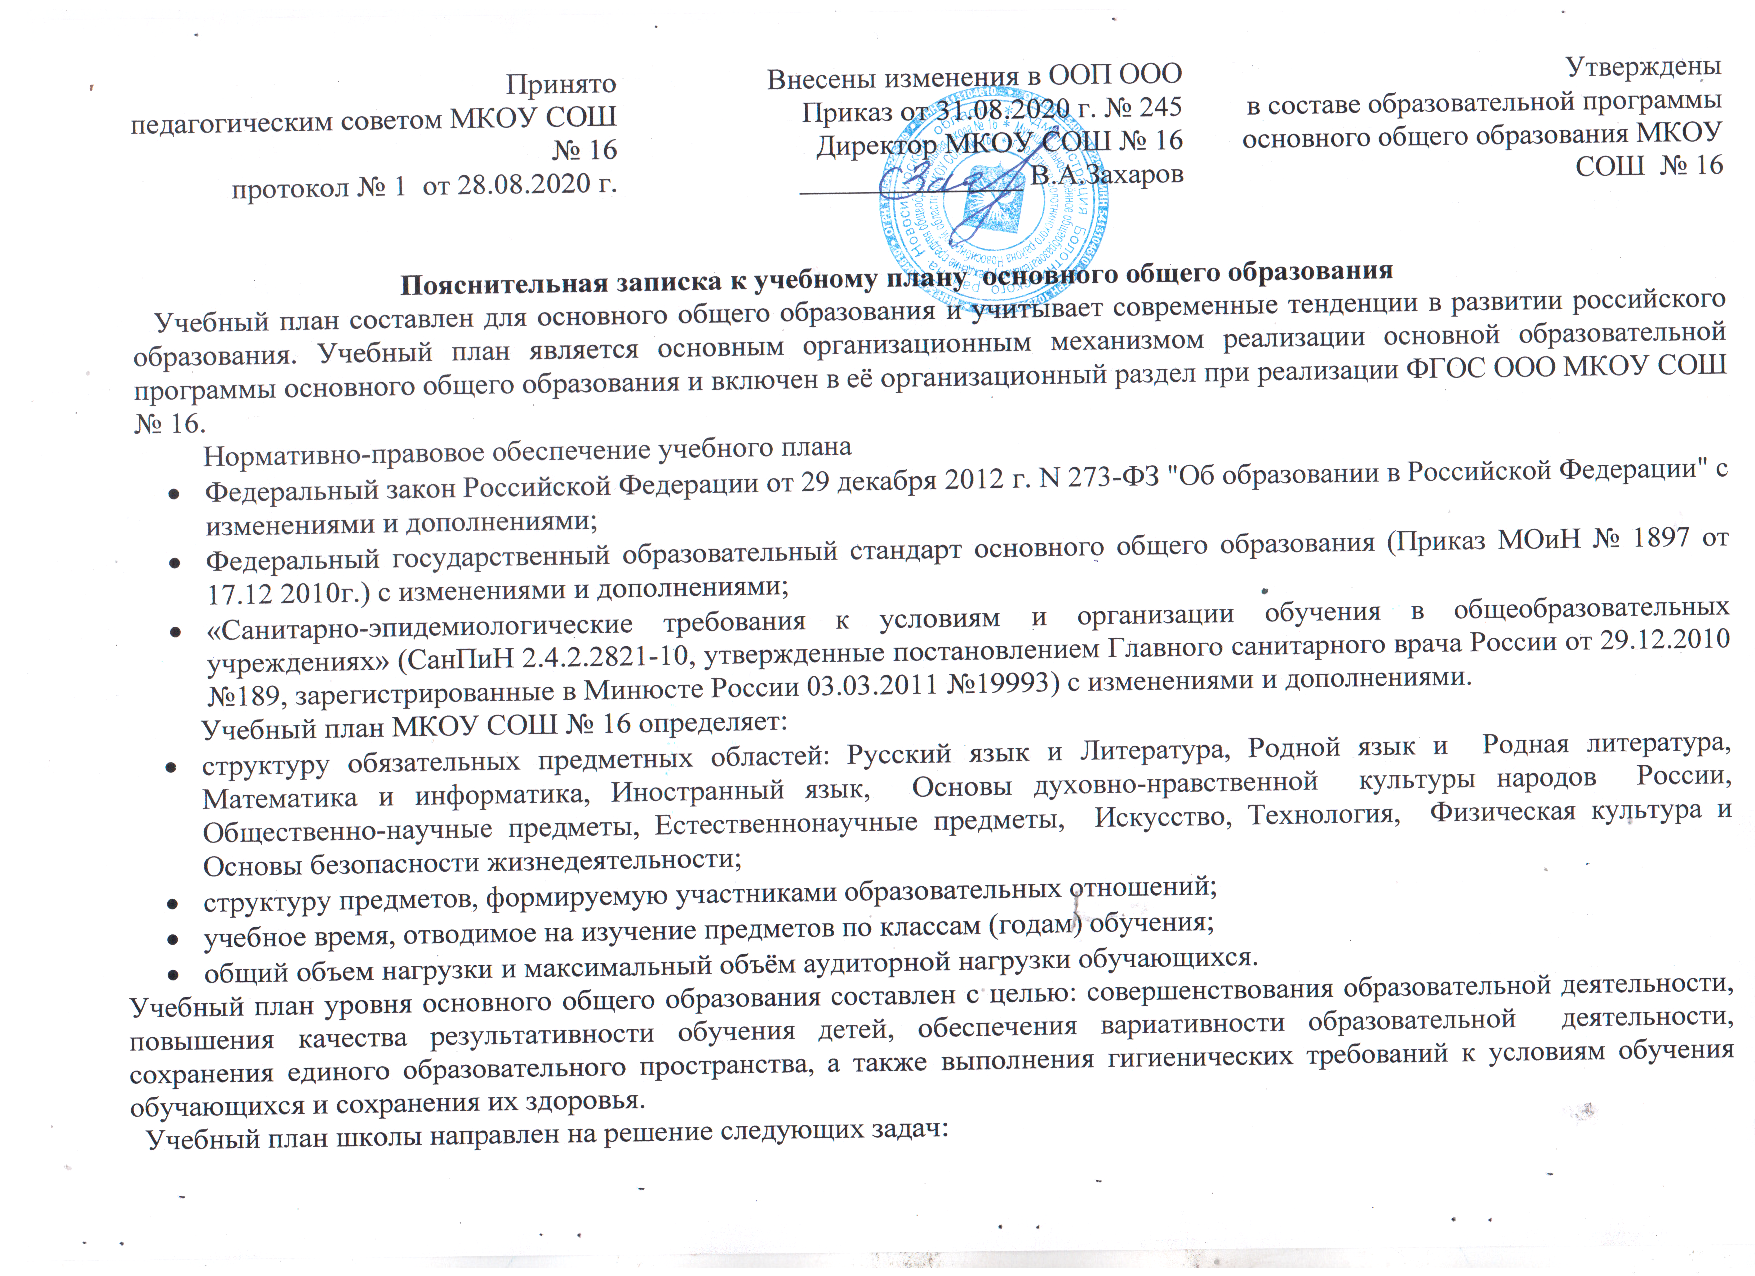 Принято
педагогическим советом МКОУ СОШ
№ 16
протокол № 1  от 28.08.2020 г.
Внесены изменения в ООП ООО
Приказ от 31.08.2020 г. № 245
Директор МКОУ СОШ № 16
В.А.Захаров
Утверждены
в составе образовательной программы
основного общего образования МКОУ
СОШ  № 16
Пояснительная записка к учебному плану  основного общего образования
Учебный план составлен для основного общего образования и учитывает современные тенденции в развитии российского
образования. Учебный план является основным организационным механизмом реализации основной образовательной
программы основного общего образования и включен в её организационный раздел при реализации ФГОС ООО МКОУ СОШ
№ 16.
Нормативно-правовое обеспечение учебного плана
• Федеральный закон Российской Федерации от 29 декабря 2012 г. N 273-ФЗ "Об образовании в Российской Федерации" с
изменениями и дополнениями;
• Федеральный государственный образовательный стандарт основного общего образования (Приказ МОиН № 1897 от
17.12 2010г.) с изменениями и дополнениями;
• «Санитарно-эпидемиологические требования к условиям и организации обучения в общеобразовательных
учреждениях» (СанПиН 2.4.2.2821-10, утвержденные постановлением Главного санитарного врача России от 29.12.2010
№189, зарегистрированные в Минюсте России 03.03.2011 №19993) с изменениями и дополнениями.
Учебный план МКОУ СОШ № 16 определяет:
• структуру обязательных предметных областей: Русский язык и Литература, Родной язык и  Родная литература,
Математика и информатика, Иностранный язык,  Основы духовно-нравственной  культуры народов  России,
Общественно-научные предметы, Естественнонаучные предметы,  Искусство, Технология,  Физическая культура и
Основы безопасности жизнедеятельности;
• структуру предметов, формируемую участниками образовательных отношений;
• учебное время, отводимое на изучение предметов по классам (годам) обучения;
• общий объем нагрузки и максимальный объём аудиторной нагрузки обучающихся.
Учебный план уровня основного общего образования составлен с целью: совершенствования образовательной деятельности,
повышения качества результативности обучения детей, обеспечения вариативности образовательной  деятельности,
сохранения единого образовательного пространства, а также выполнения гигиенических требований к условиям обучения
обучающихся и сохранения их здоровья.
Учебный план школы направлен на решение следующих задач: